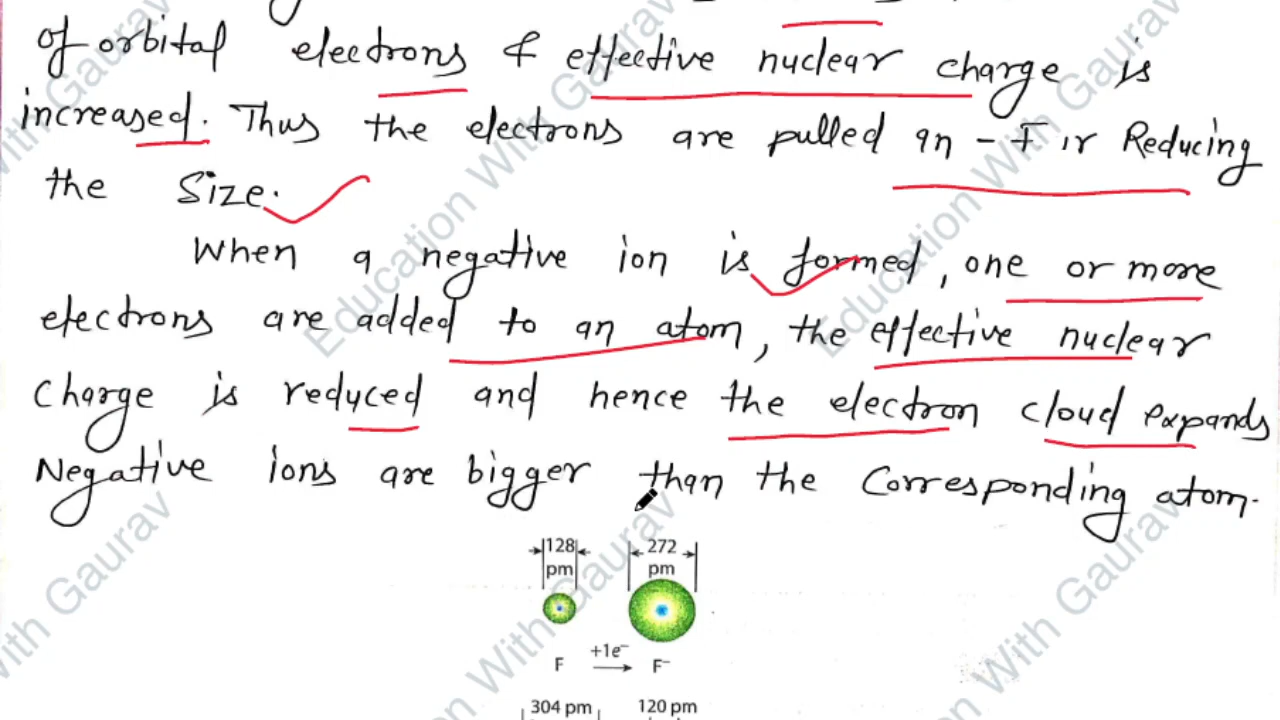 of orbital electrons & effective nuclear charge is
increased. Thus the electrons are pulled in - Reducing
the Size.
When a negative ion is formed, one or more
electrons are added to an atom, the effective nuclear
Charge is reduced and hence the electron cloud expands
Negative ions are bigger than the Corresponding atom.
128 pm
272 pm
F +1e⁻ F⁻
304 pm 120 pm
Education With Gaurav